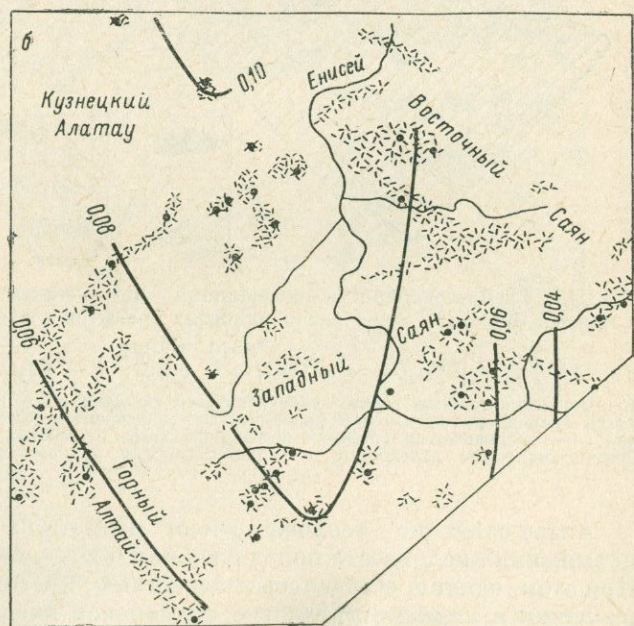 б
0,10
Енисей
Кузнецкий
Алатау
Восточный
Саян
0,08
0,06
Западный
Саян
0,06
0,04
Горный
Алтай